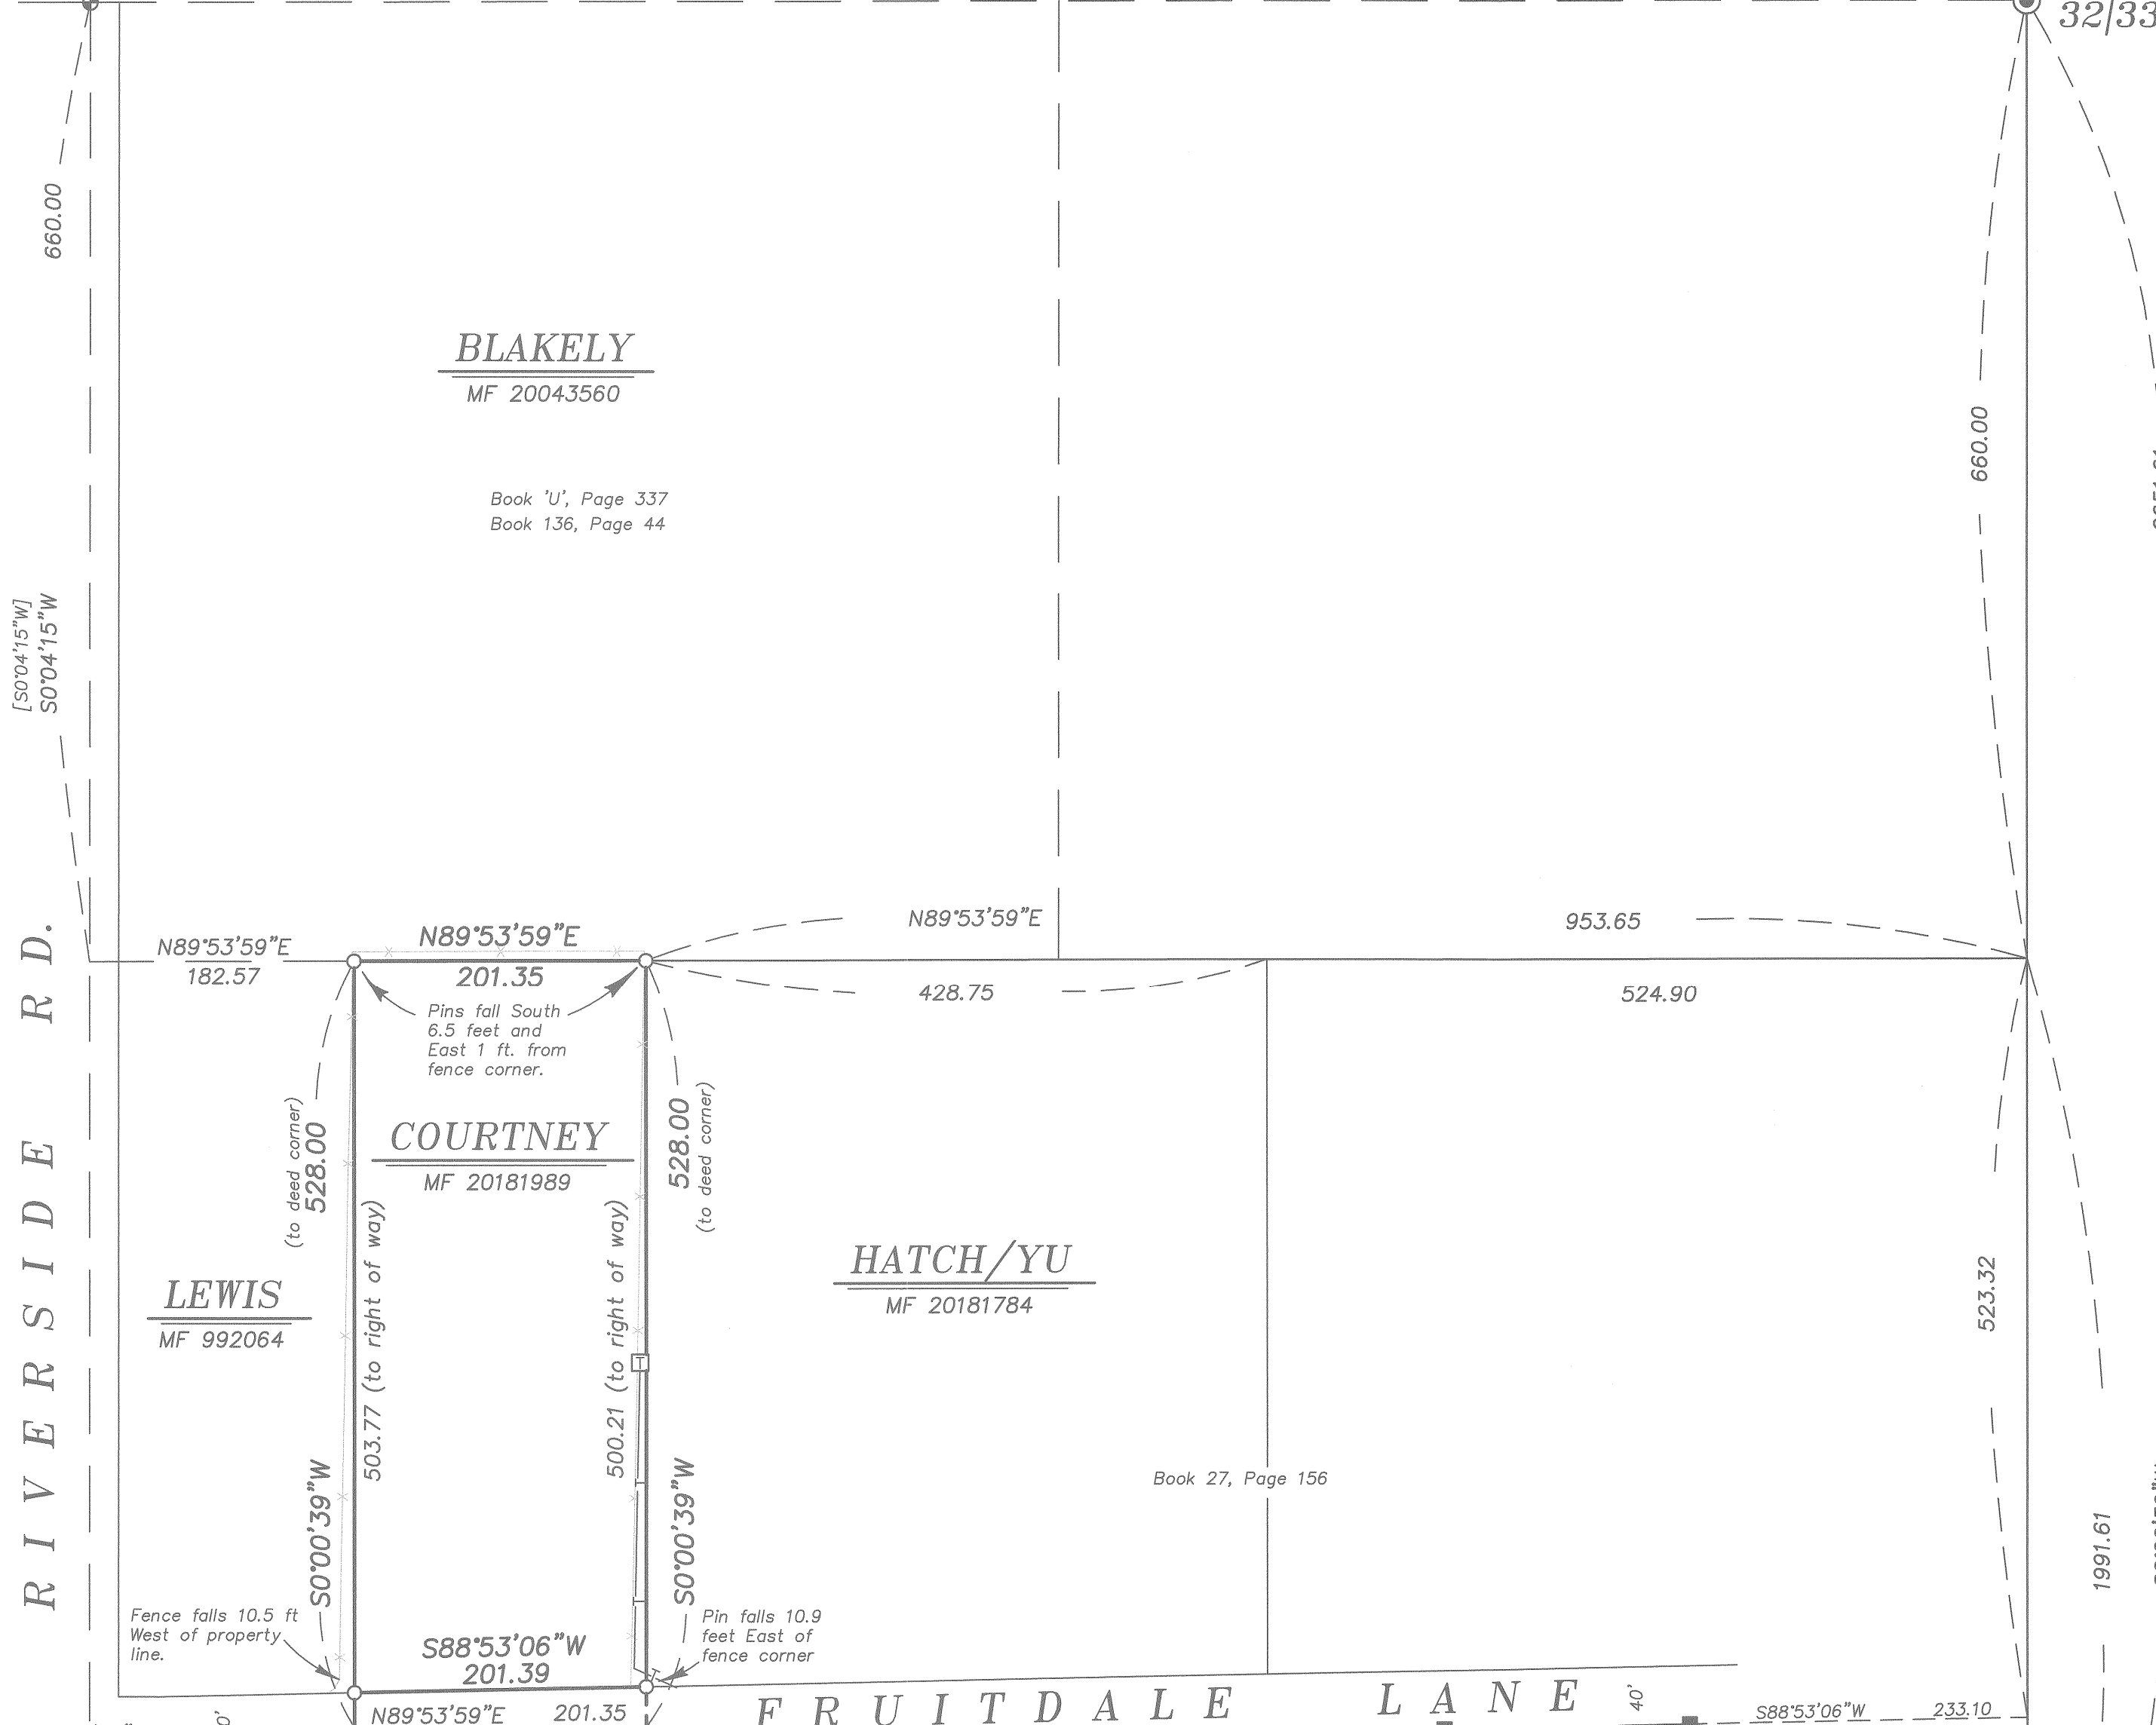 32/33
660.00
BLAKELY
MF 20043560
Book 'U', Page 337
Book 136, Page 44
660.00
[S0°04'15"W]
S0°04'15"W
N89°53'59"E
182.57
N89°53'59"E
201.35
N89°53'59"E
953.65
428.75
524.90
Pins fall South
6.5 feet and
East 1 ft. from
fence corner.
(to deed corner)
528.00
528.00
(to deed corner)
COURTNEY
MF 20181989
503.77 (to right of way)
500.21 (to right of way)
LEWIS
MF 992064
HATCH/YU
MF 20181784
523.32
Book 27, Page 156
1991.61
S0°00'39"W
S0°00'39"W
RIVERSIDE RD.
Fence falls 10.5 ft
West of property
line.
S88°53'06"W
201.39
Pin falls 10.9
feet East of
fence corner
N89°53'59"E 201.35
FRUITDALE LANE
40'
S88°53'06"W 233.10
T